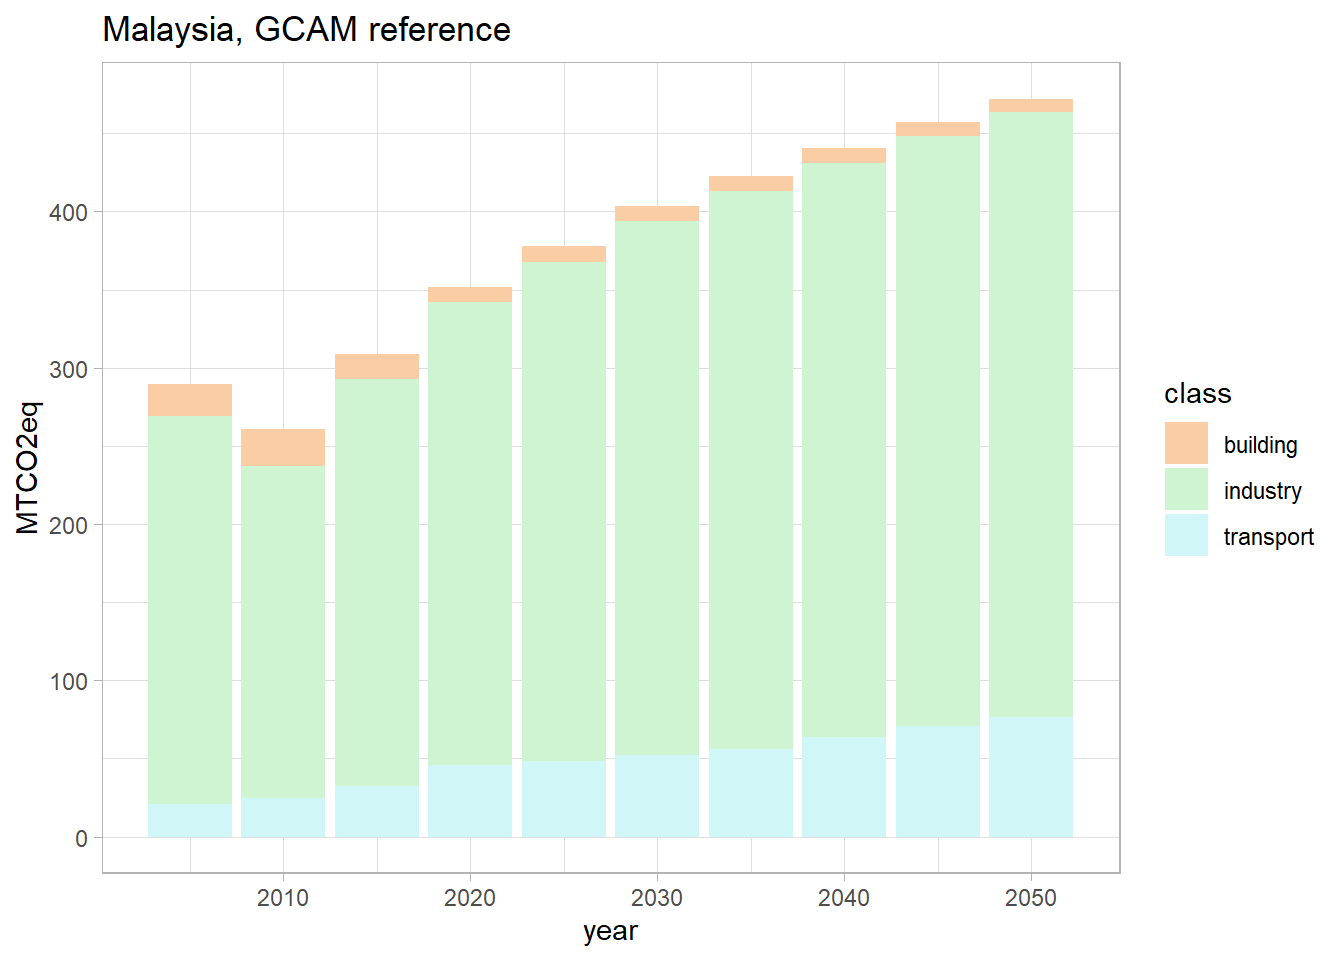 Malaysia, GCAM reference
MTCO2eq
400
300
200
100
0
2010 2020 2030 2040 2050
year
class
building
industry
transport